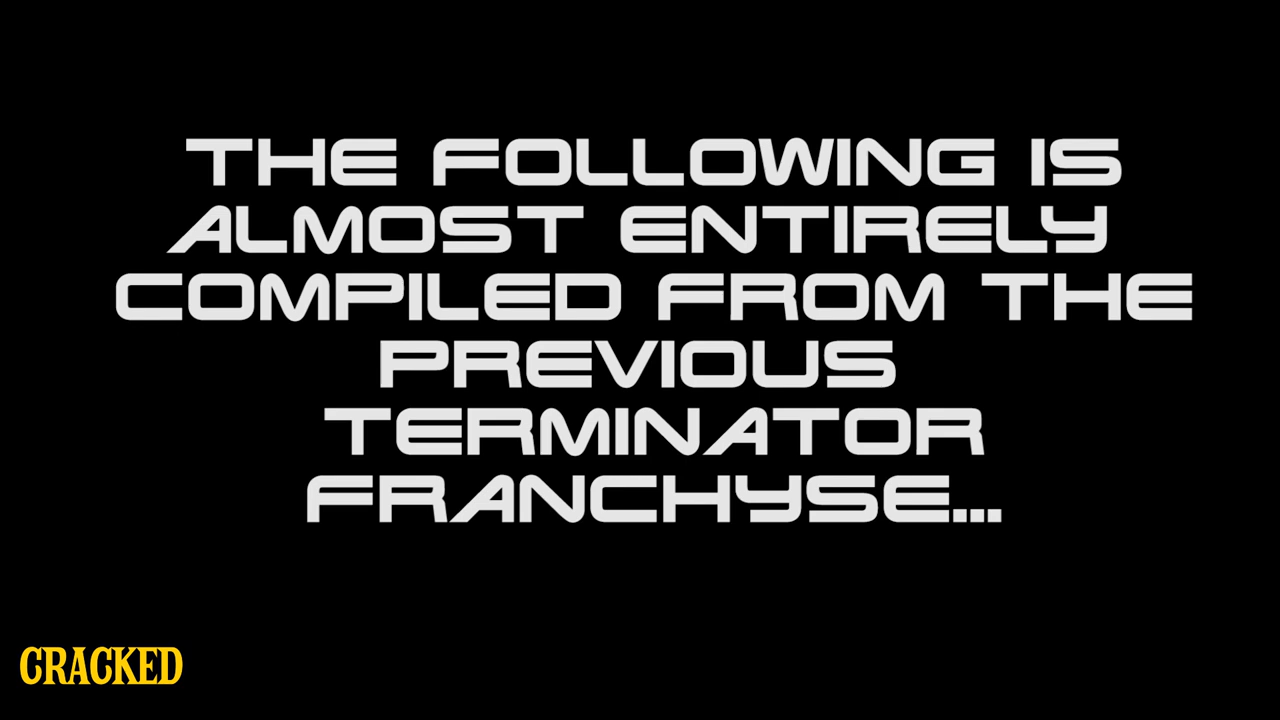 THE FOLLOWING IS
ALMOST ENTIRELY
COMPILED FROM THE
PREVIOUS
TERMINATOR
FRANCHYSE...
CRACKED